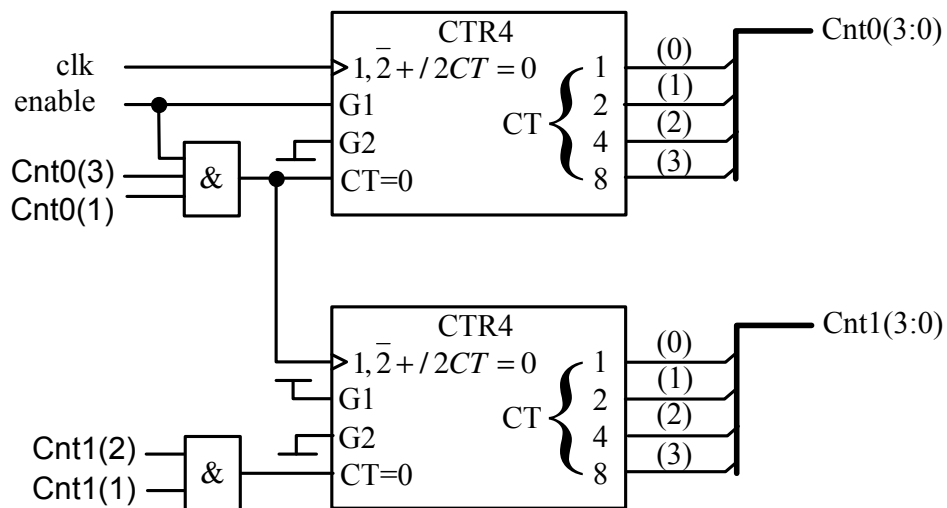 CTR4
Cnt0(3:0)
clk
1, 2̅ + / 2CT = 0
1
(0)
enable
G1
CT
2
(1)
G2
4
(2)
Cnt0(3)
&
CT=0
8
(3)
Cnt0(1)
CTR4
Cnt1(3:0)
1, 2̅ + / 2CT = 0
1
(0)
G1
CT
2
(1)
Cnt1(2)
G2
4
(2)
&
CT=0
8
(3)
Cnt1(1)